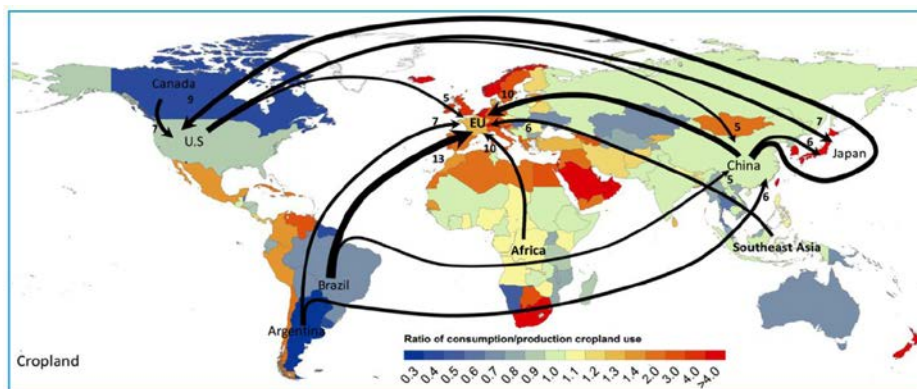 Canada
9
7
U.S
5
10
EU
7
6
10
13
5
7
6
Japan
China
5
6
Africa
Southeast Asia
Brazil
Argentina
Cropland
Ratio of consumption/production cropland use
0.3 0.4 0.5 0.6 0.7 0.8 0.9 1.0 1.1 1.2 1.3 1.4 2.0 3.0 4.0 >4.0